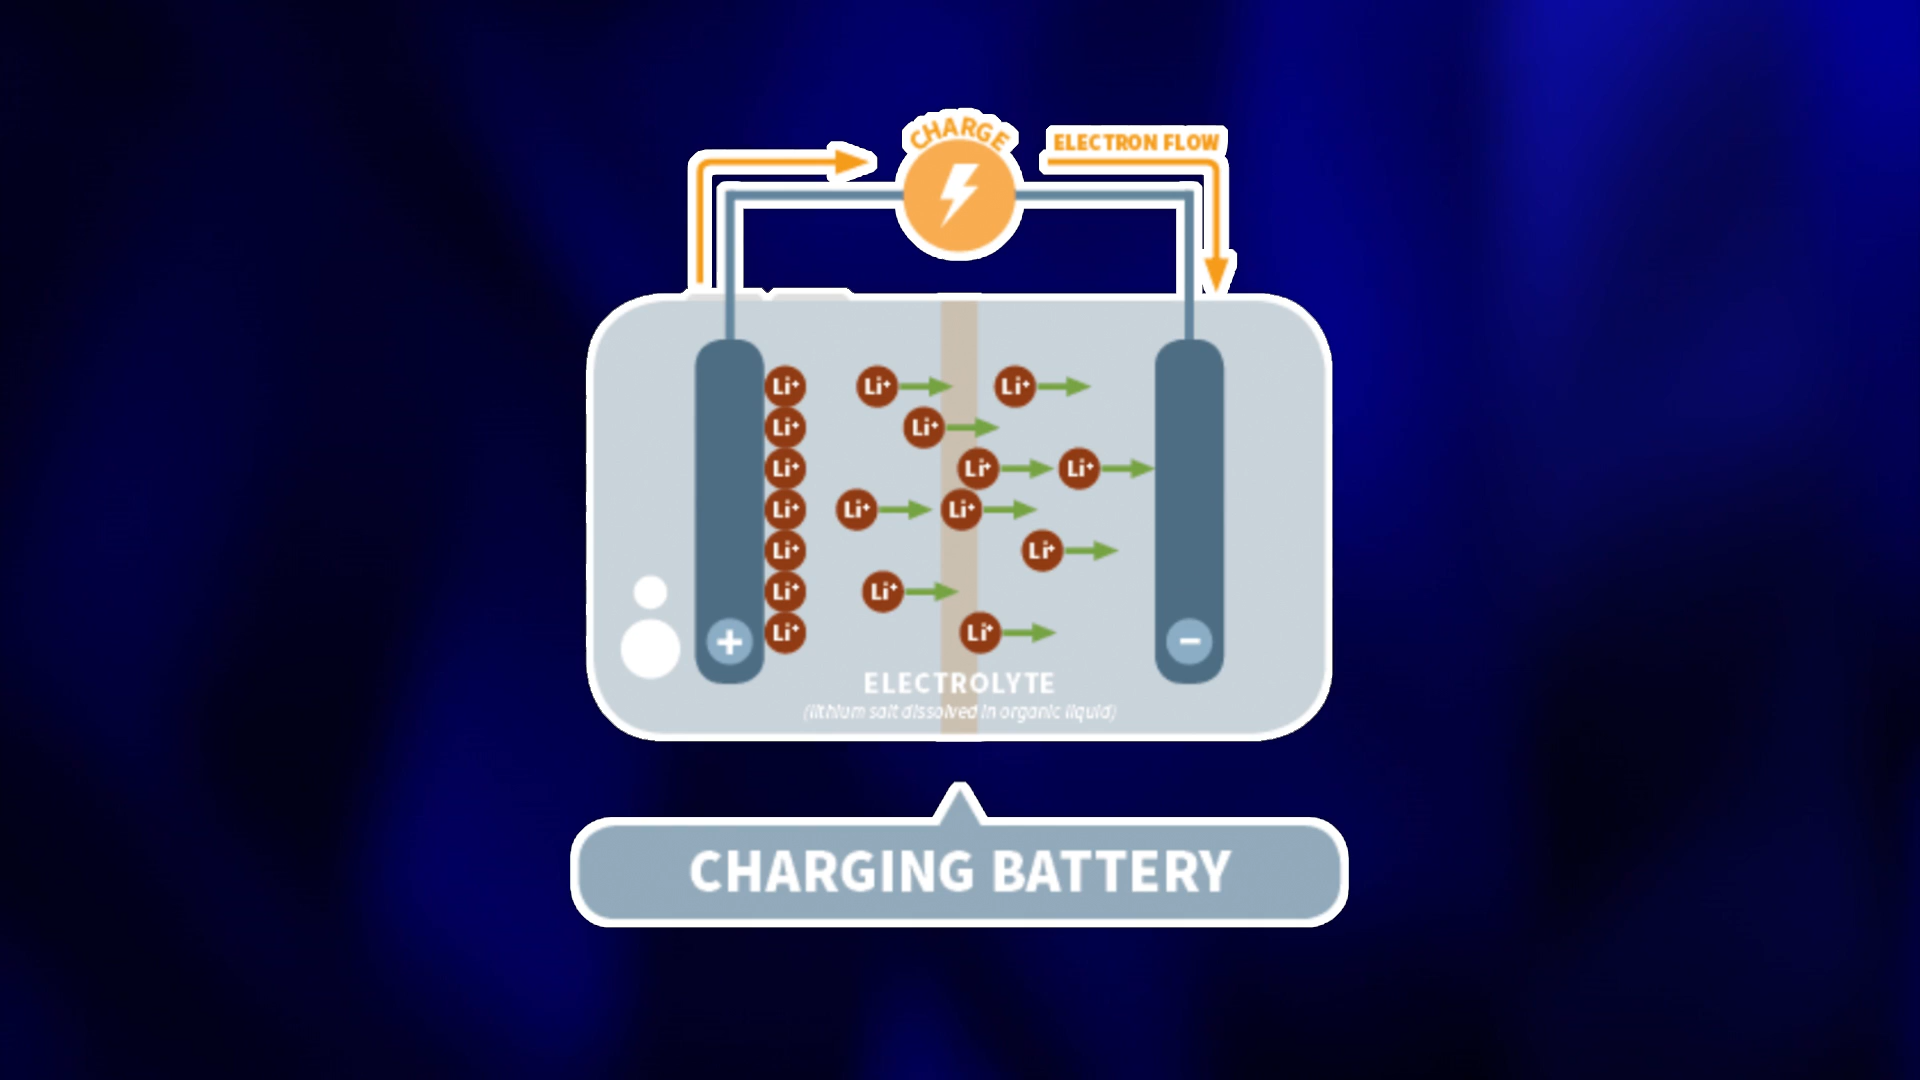 CHARGE
ELECTRON FLOW
Li⁺ Li⁺ Li⁺
Li⁺ Li⁺
Li⁺ Li⁺ Li⁺
Li⁺ Li⁺ Li⁺
Li⁺ Li⁺
Li⁺ Li⁺
Li⁺ Li⁺
+ −
ELECTROLYTE
(lithium salt dissolved in organic liquid)
CHARGING BATTERY